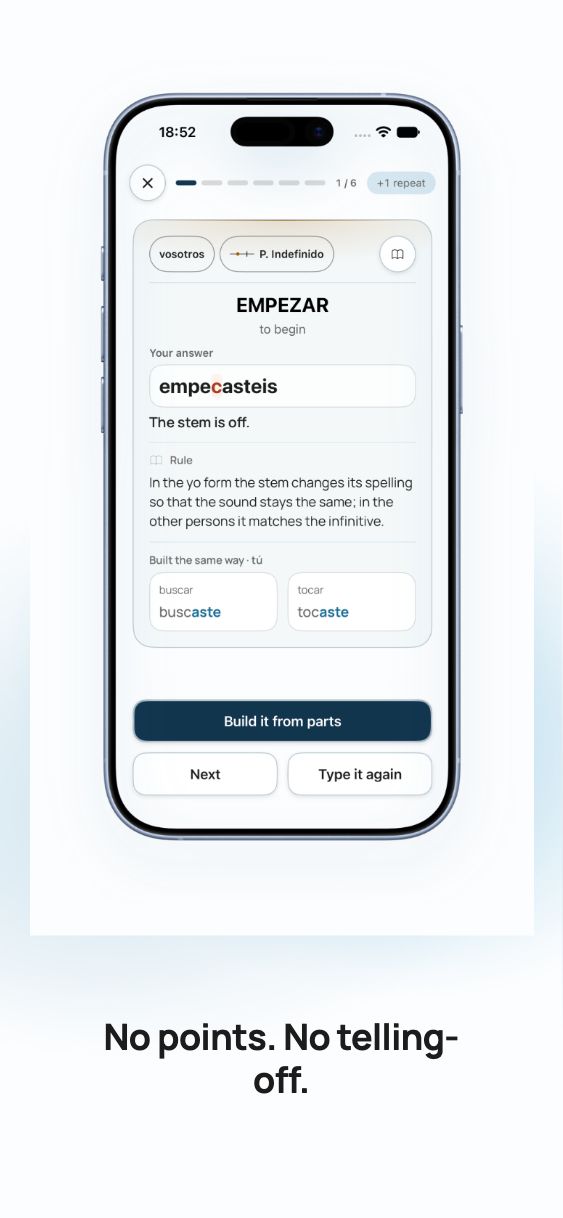 18:52
1 / 6
+1 repeat
vosotros
P. Indefinido
EMPEZAR
to begin
Your answer
empecasteis
The stem is off.
Rule
In the yo form the stem changes its spelling
so that the sound stays the same; in the
other persons it matches the infinitive.
Built the same way · tú
buscar
buscaste
tocar
tocaste
Build it from parts
Next
Type it again
No points. No telling-
off.